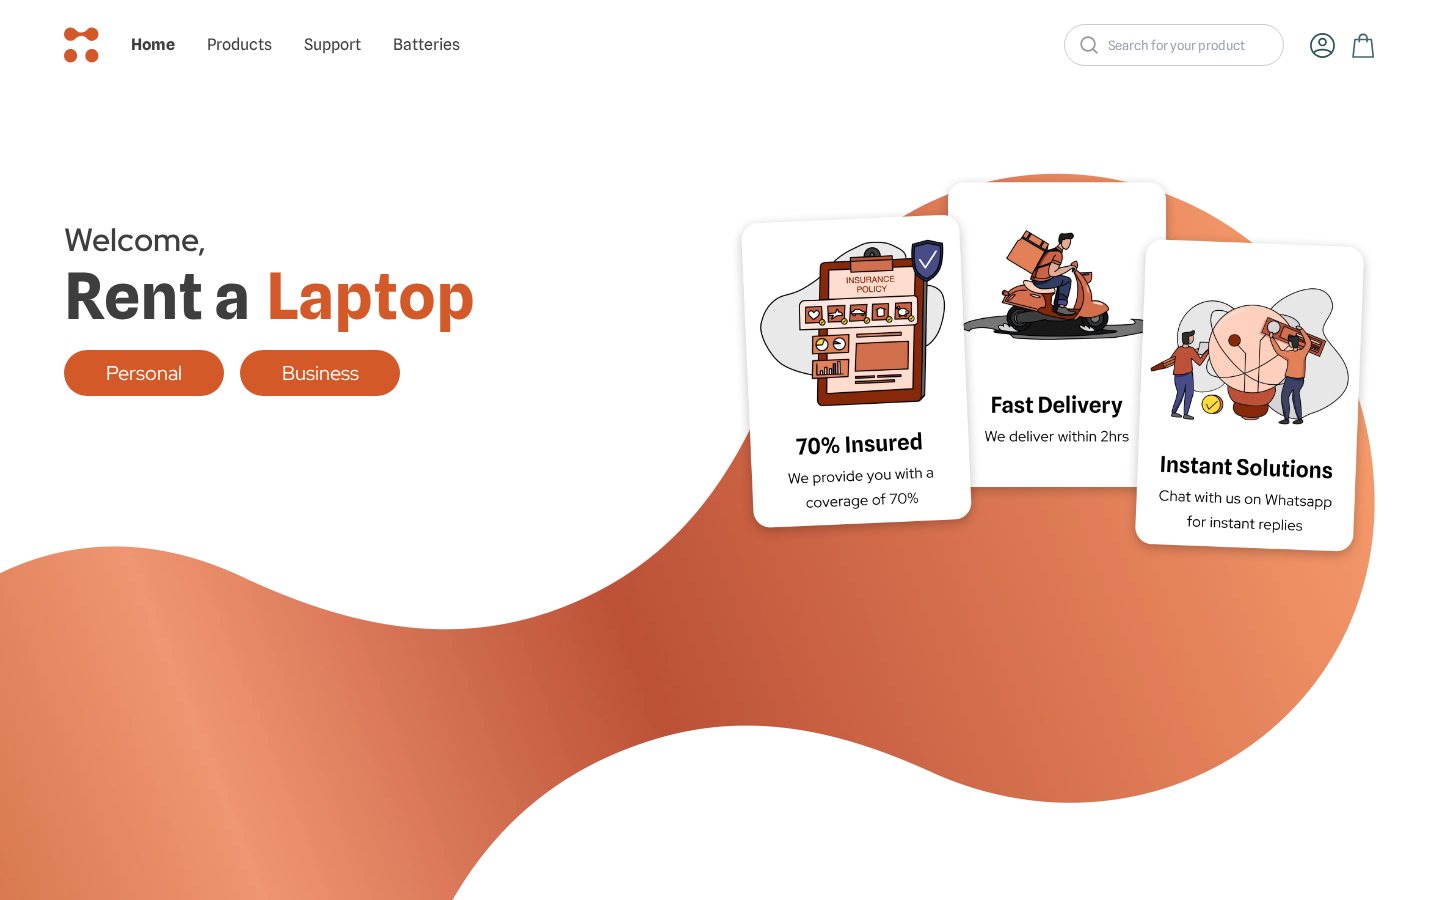 Home
Products
Support
Batteries
Search for your product
Welcome,
Rent a Laptop
Personal
Business
INSURANCE
POLICY
70% Insured
We provide you with a
coverage of 70%
Fast Delivery
We deliver within 2hrs
Instant Solutions
Chat with us on Whatsapp
for instant replies